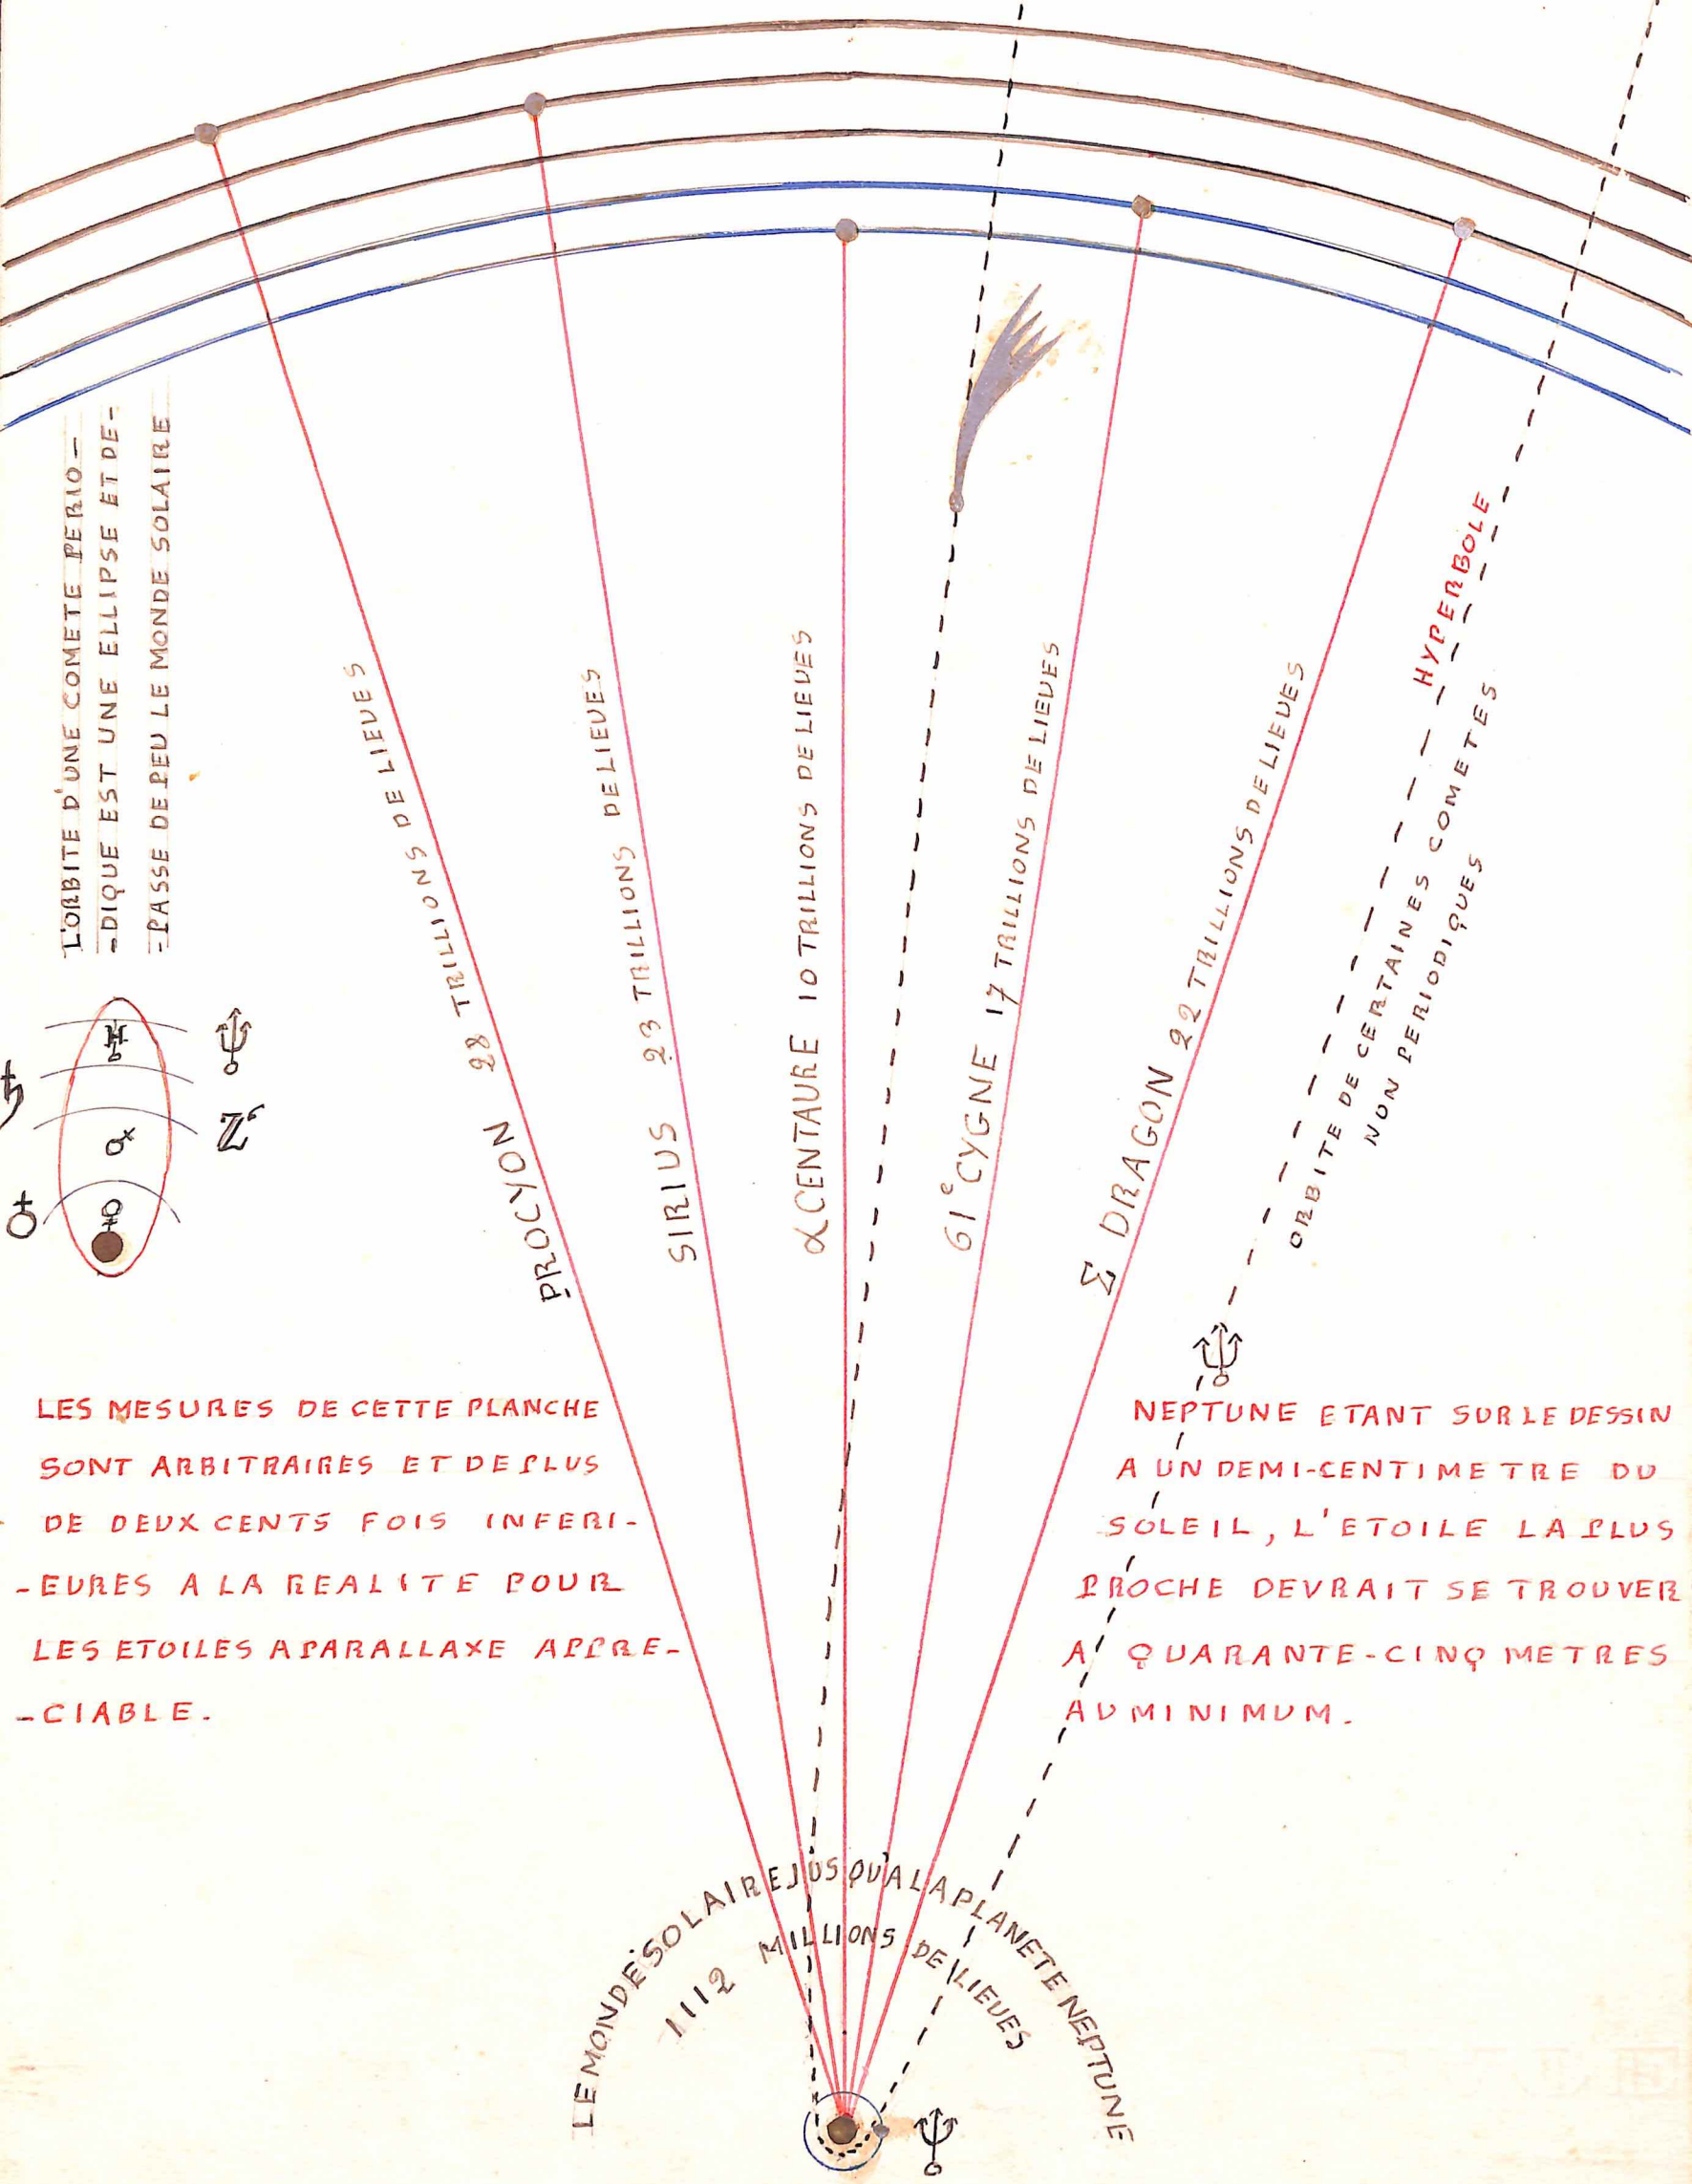 L'ORBITE D'UNE COMETE PERIO-
-DIQUE EST UNE ELLIPSE ET DE-
-PASSE DE PEU LE MONDE SOLAIRE
PROCYON 28 TRILLIONS DE LIEUES
SIRIUS 23 TRILLIONS DE LIEUES
α CENTAURE 10 TRILLIONS DE LIEUES
61e CYGNE 17 TRILLIONS DE LIEUES
Σ DRAGON 22 TRILLIONS DE LIEUES
HYPERBOLE
ORBITE DE CERTAINES COMETES
NON PERIODIQUES
♅
♆
♄
♃
♂
♁
♀
♆
LES MESURES DE CETTE PLANCHE
SONT ARBITRAIRES ET DE PLUS
DE DEUX CENTS FOIS INFERI-
-EURES A LA REALITE POUR
LES ETOILES A PARALLAXE APPRE-
-CIABLE.
NEPTUNE ETANT SUR LE DESSIN
A UN DEMI-CENTIMETRE DU
SOLEIL, L'ETOILE LA PLUS
PROCHE DEVRAIT SE TROUVER
A QUARANTE-CINQ METRES
AU MINIMUM.
LE MONDE SOLAIRE JUSQU'A LA PLANETE NEPTUNE
1112 MILLIONS DE LIEUES
♆